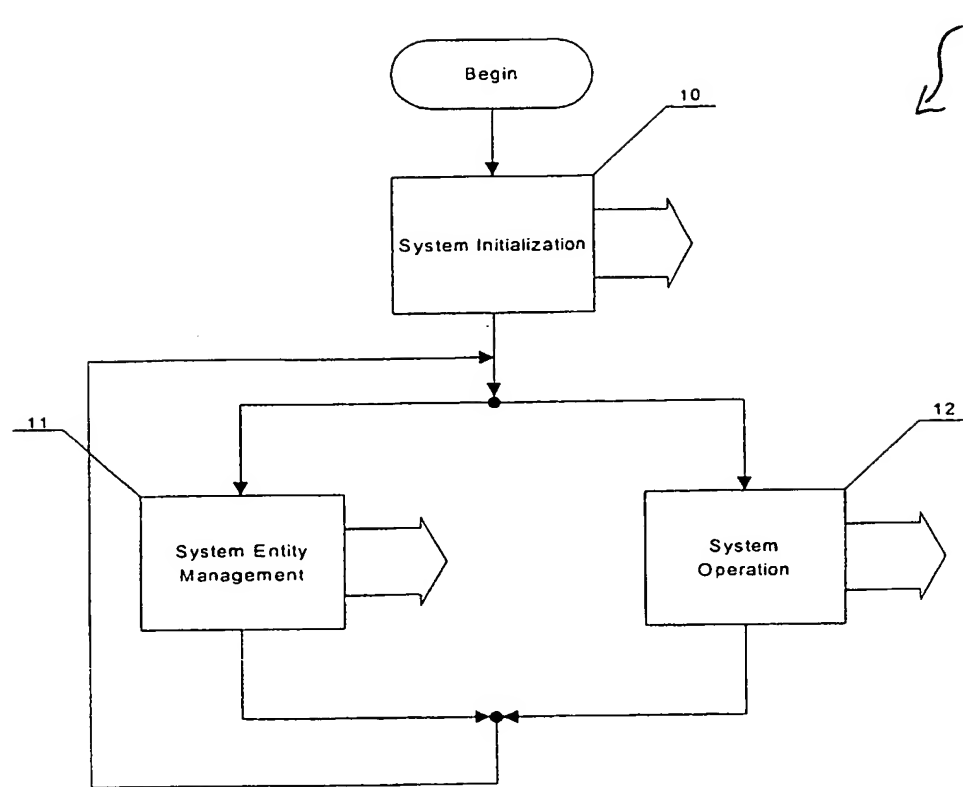 Begin
10
System Initialization
11
12
System Entity
Management
System
Operation